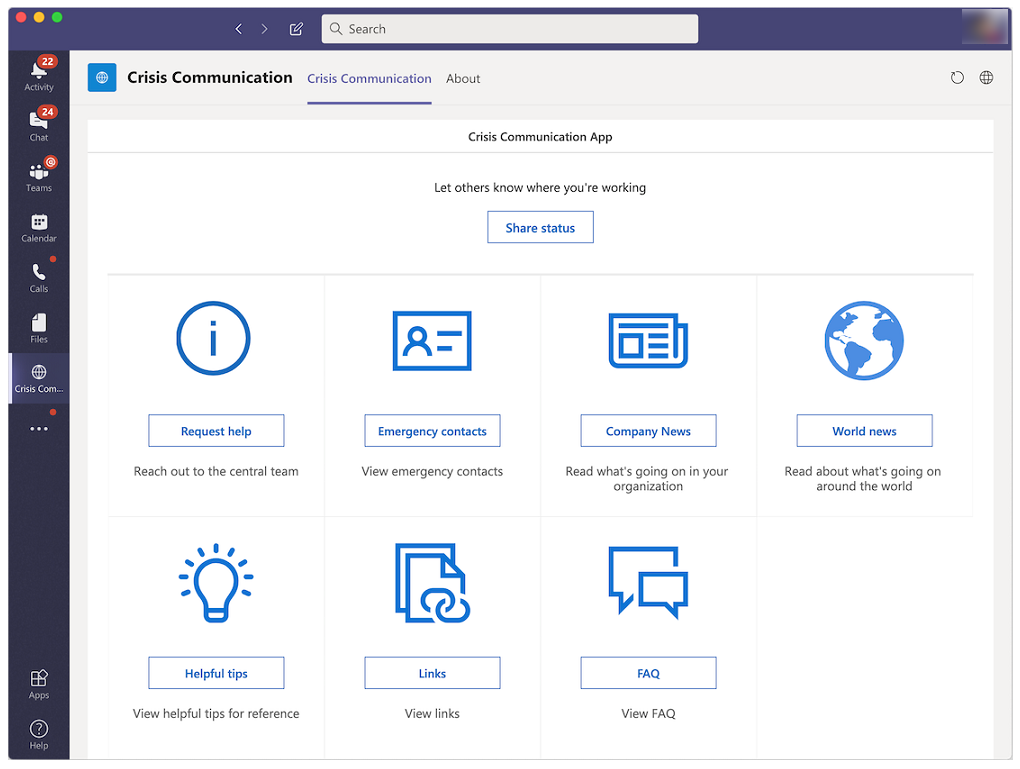 Search
22
Activity
24
Chat
@
Teams
Calendar
Calls
Files
Crisis Com...
Apps
Help
Crisis Communication
Crisis Communication
About
Crisis Communication App
Let others know where you're working
Share status
i
Request help
Reach out to the central team
Emergency contacts
View emergency contacts
Company News
Read what's going on in your
organization
World news
Read about what's going on
around the world
Helpful tips
View helpful tips for reference
Links
View links
FAQ
View FAQ